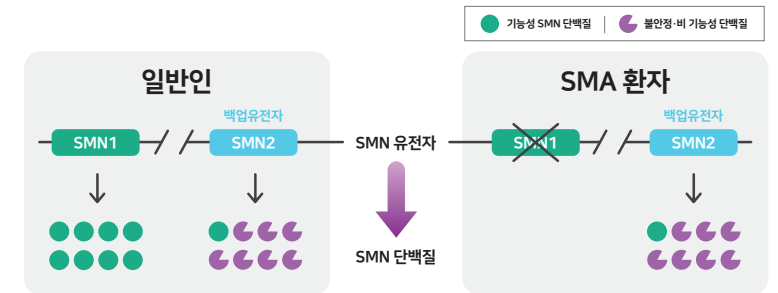 기능성 SMN 단백질
불안정·비 기능성 단백질
일반인
SMA 환자
백업유전자
백업유전자
SMN1
SMN2
SMN 유전자
SMN1
SMN2
SMN 단백질